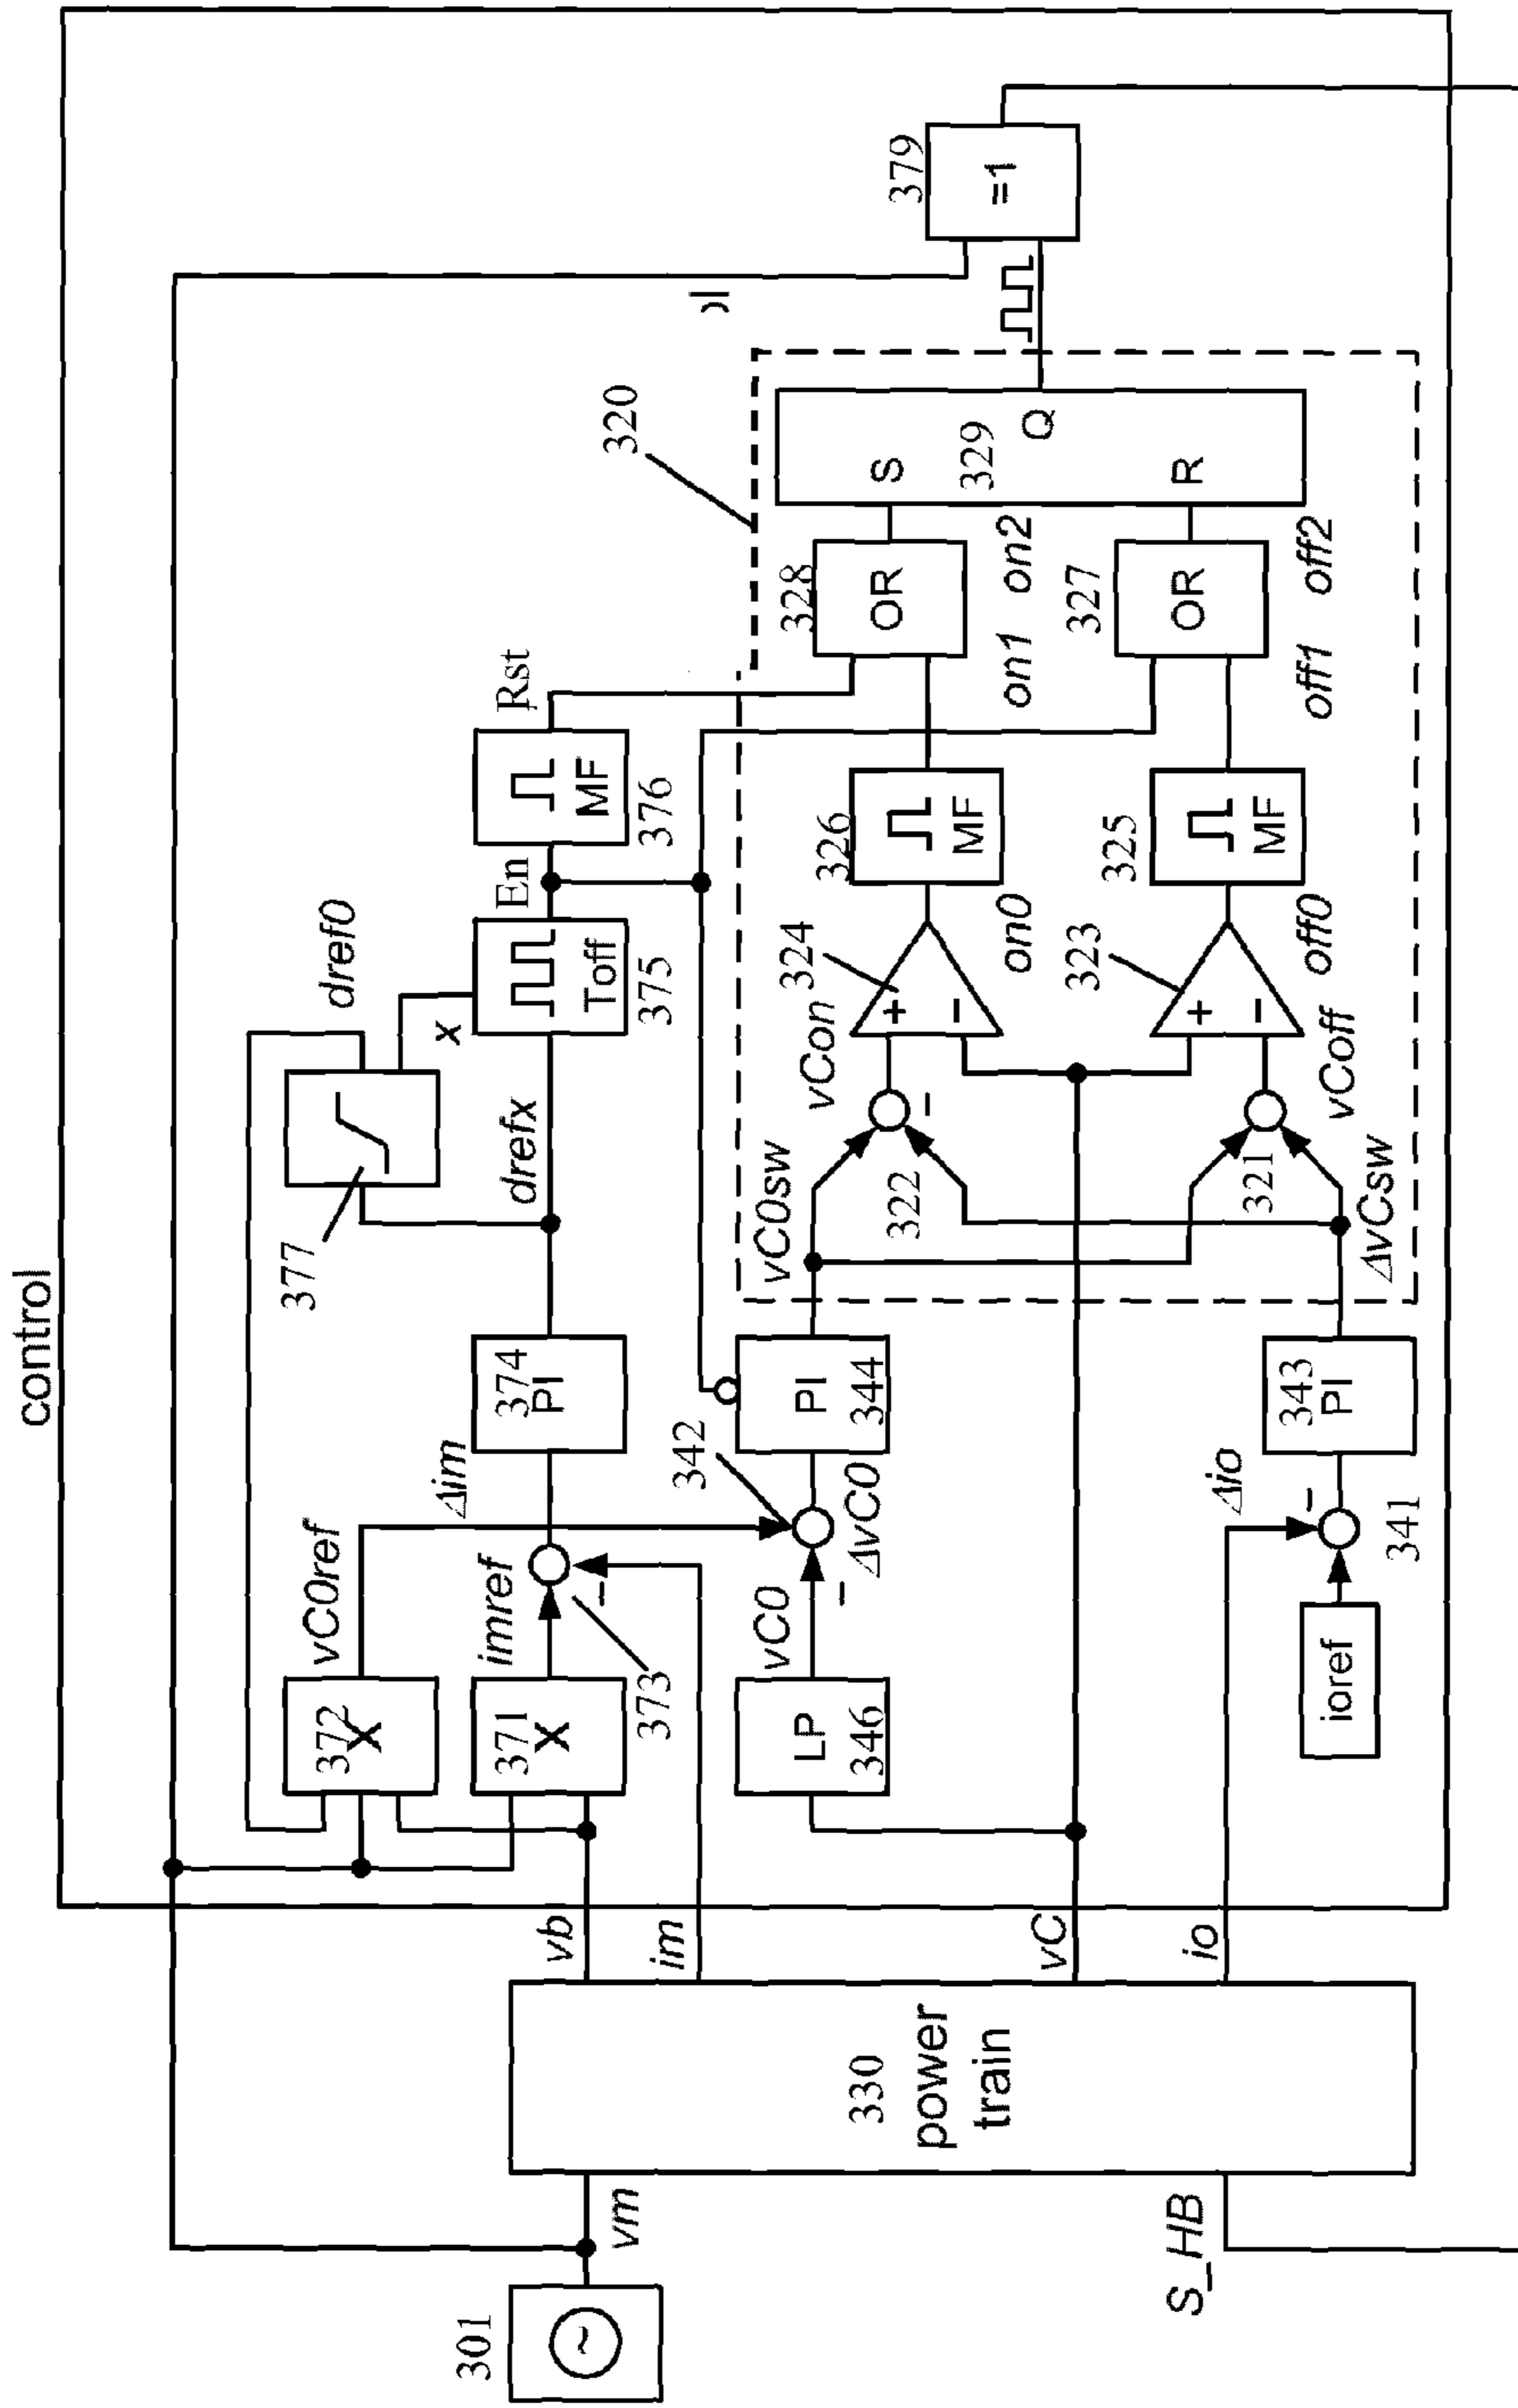 control
301
vm
S_HB
330
power
train
vb
im
vC
io
372
X
vC0ref
371
X
imref
373
Δim
374
PI
377
drefx
dref0
x
Toff
375
En
MF
376
Rst
LP
346
vC0
342
ΔvC0
PI
344
vC0sw
ioref
Δio
341
343
PI
ΔvCsw
322
321
vCon
vCoff
324
+
−
323
+
−
on0
off0
326
MF
325
MF
on1 on2
off1 off2
328
OR
327
OR
320
S
329
Q
R
379
=1